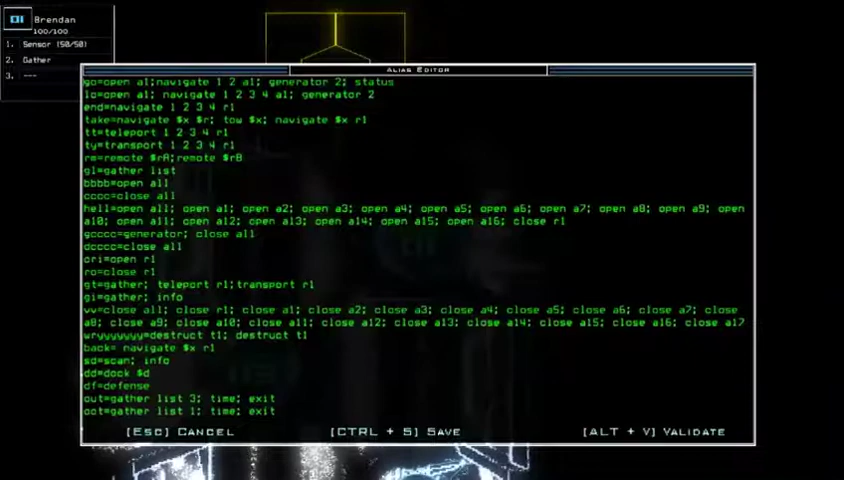 Brendan
100/100
1. Sensor (50/50)
2. Gather
3. ---
Alias Editor
go=open a1;navigate 1 2 a1; generator 2; status
lo=open a1; navigate 1 2 3 4 a1; generator 2
end=navigate 1 2 3 4 r1
take=navigate $x $r; tow $x; navigate $x r1
tt=teleport 1 2 3 4 r1
ty=transport 1 2 3 4 r1
rm=remote $rA;remote $rB
gl=gather list
bbbb=open all
cccc=close all
hell=open all; open a1; open a2; open a3; open a4; open a5; open a6; open a7; open a8; open a9; open
a10; open all; open a12; open a13; open a14; open a15; open a16; close r1
gcccc=generator; close all
dcccc=close all
ori=open r1
ro=close r1
gt=gather; teleport r1;transport r1
gi=gather; info
vv=close all; close r1; close a1; close a2; close a3; close a4; close a5; close a6; close a7; close
a8; close a9; close a10; close a11; close a12; close a13; close a14; close a15; close a16; close a17
wryyyyyyy=destruct t1; destruct t1
back= navigate $x r1
sd=scan; info
dd=dock $d
df=defense
out=gather list 3; time; exit
oot=gather list 1; time; exit
[Esc] Cancel
[CTRL + S] Save
[ALT + V] Validate